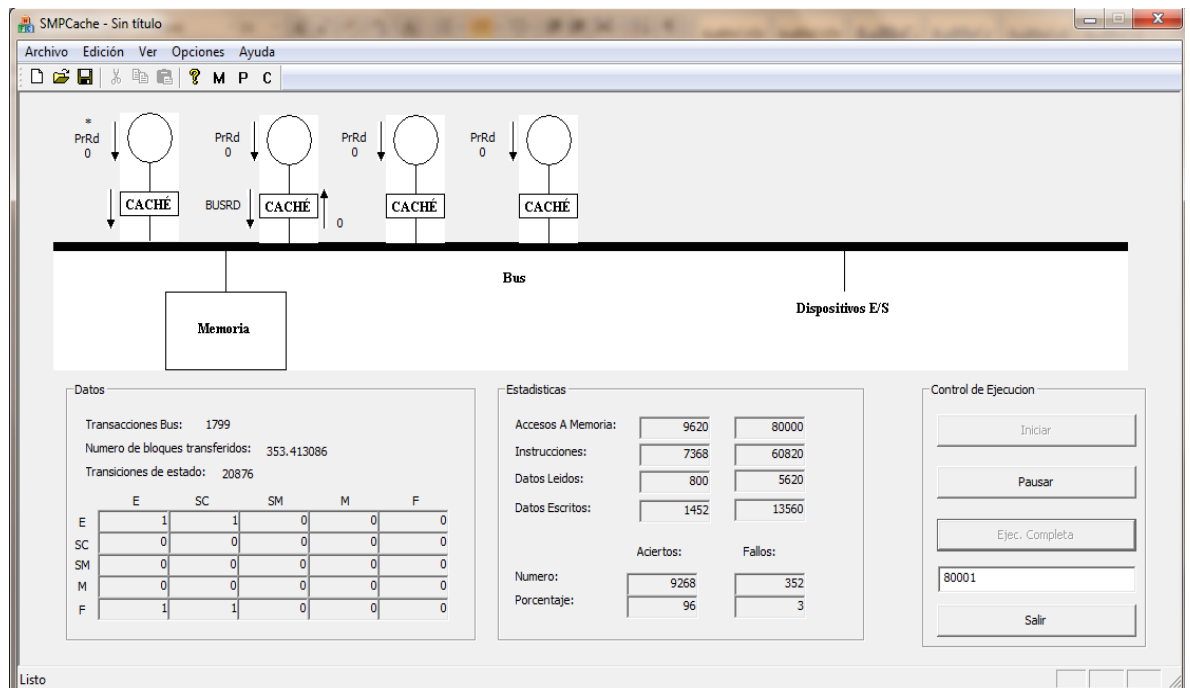 SMPCache - Sin título
Archivo Edición Ver Opciones Ayuda
M P C
*
PrRd PrRd PrRd PrRd
0 0 0 0
CACHÉ BUSRD CACHÉ CACHÉ CACHÉ
0
Bus
Dispositivos E/S
Memoria
Datos
Transacciones Bus: 1799
Numero de bloques transferidos: 353.413086
Transiciones de estado: 20876
E SC SM M F
E 1 1 0 0 0
SC 0 0 0 0 0
SM 0 0 0 0 0
M 0 0 0 0 0
F 1 1 0 0 0
Estadisticas
Accesos A Memoria: 9620 80000
Instrucciones: 7368 60820
Datos Leidos: 800 5620
Datos Escritos: 1452 13560
Aciertos: Fallos:
Numero: 9268 352
Porcentaje: 96 3
Control de Ejecucion
Iniciar
Pausar
Ejec. Completa
80001
Salir
Listo